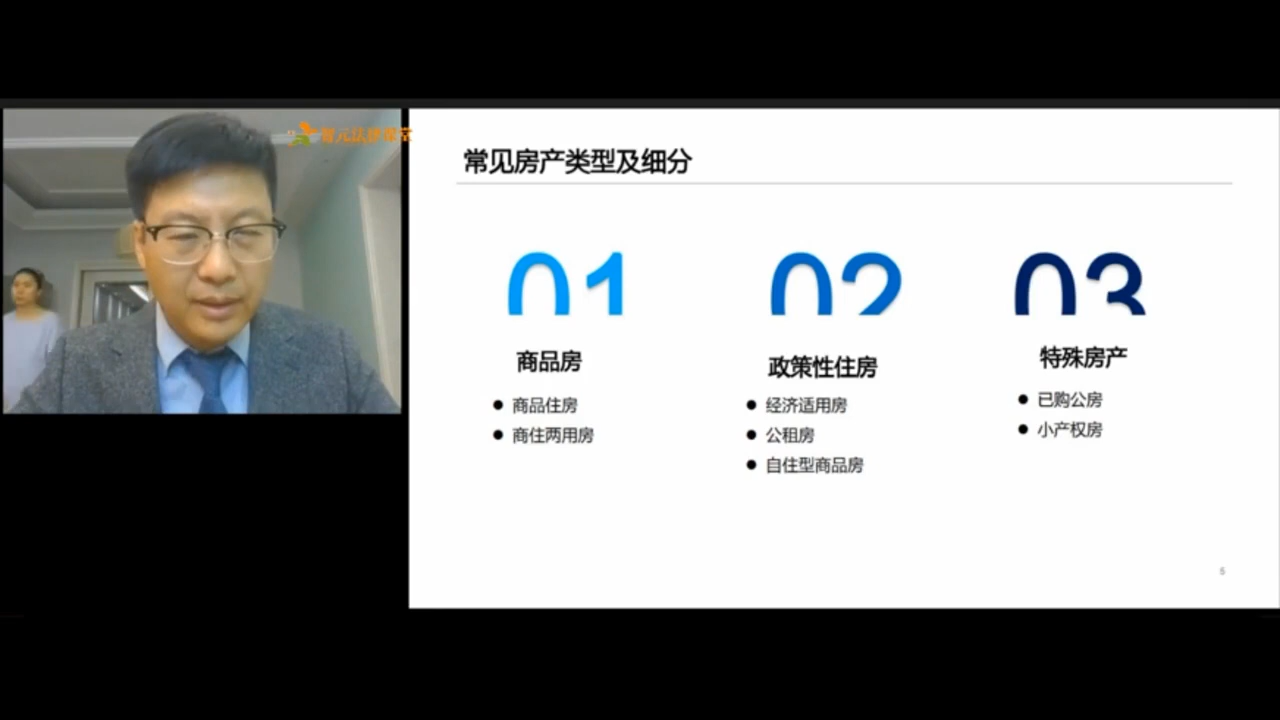 常见房产类型及细分
01
商品房
商品住房
商住两用房
02
政策性住房
经济适用房
公租房
自住型商品房
03
特殊房产
已购公房
小产权房